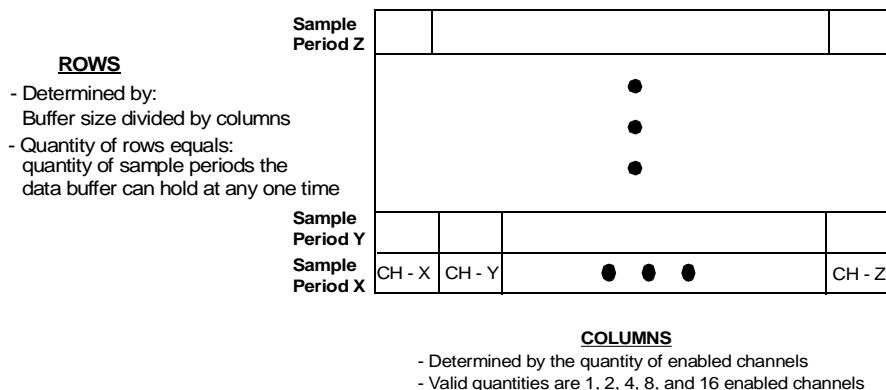 Sample
Period Z
ROWS
- Determined by:
Buffer size divided by columns
- Quantity of rows equals:
quantity of sample periods the
data buffer can hold at any one time
Sample
Period Y
Sample
Period X
CH - X CH - Y CH - Z
COLUMNS
- Determined by the quantity of enabled channels
- Valid quantities are 1, 2, 4, 8, and 16 enabled channels